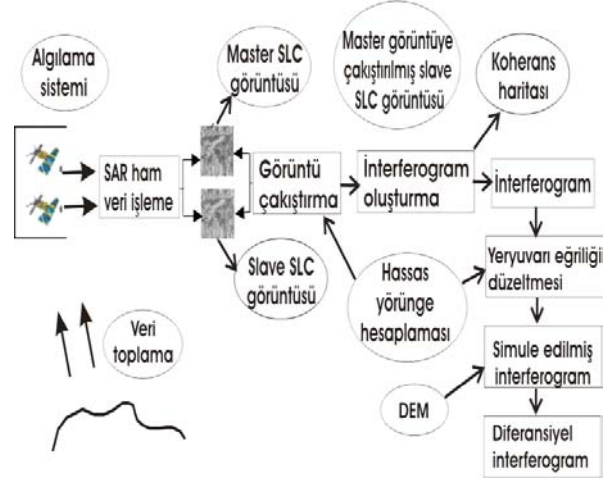 Algılama
sistemi
Master SLC
görüntüsü
Master görüntüye
çakıştırılmış slave
SLC görüntüsü
Koherans
haritası
SAR ham
veri işleme
Görüntü
çakıştırma
İnterferogram
oluşturma
İnterferogram
Slave SLC
görüntüsü
Hassas
yörünge
hesaplaması
Yeryuvarı eğriliği
düzeltmesi
Veri
toplama
Simule edilmiş
interferogram
DEM
Diferansiyel
interferogram